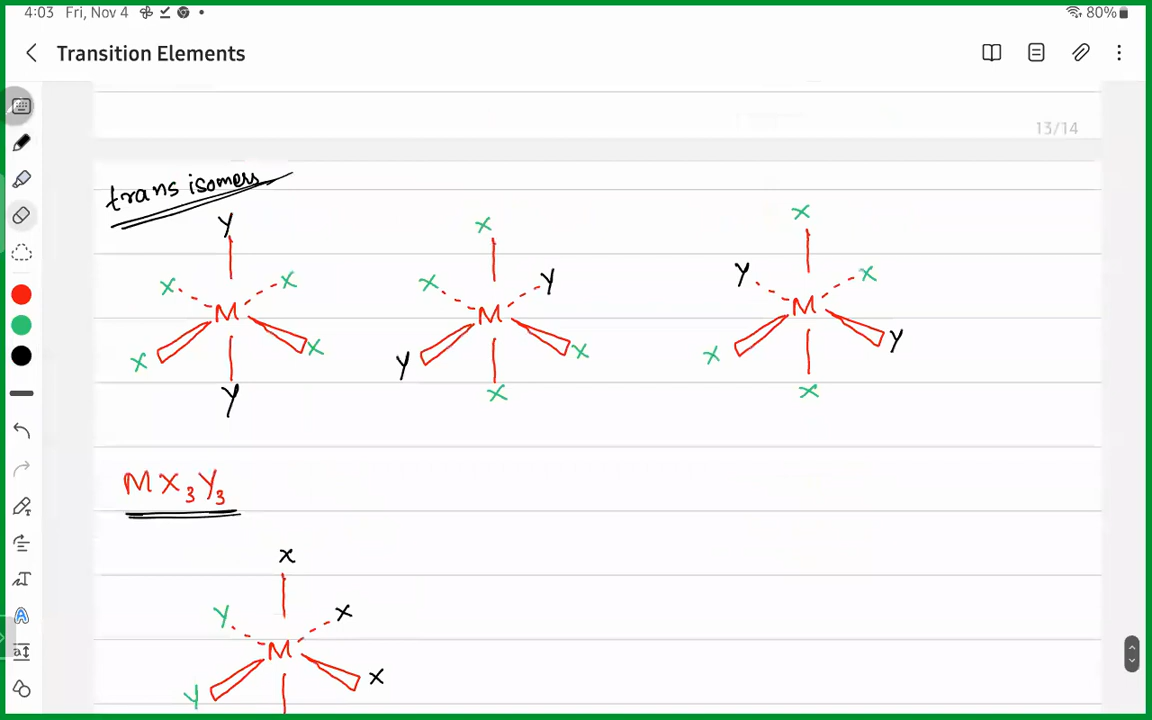 4:03 Fri, Nov 4 80%
Transition Elements
13/14
trans isomers
Y X X
X X X Y Y X
M M M
X X Y X X Y
Y X X
MX₃Y₃
X
Y X
M
Y X